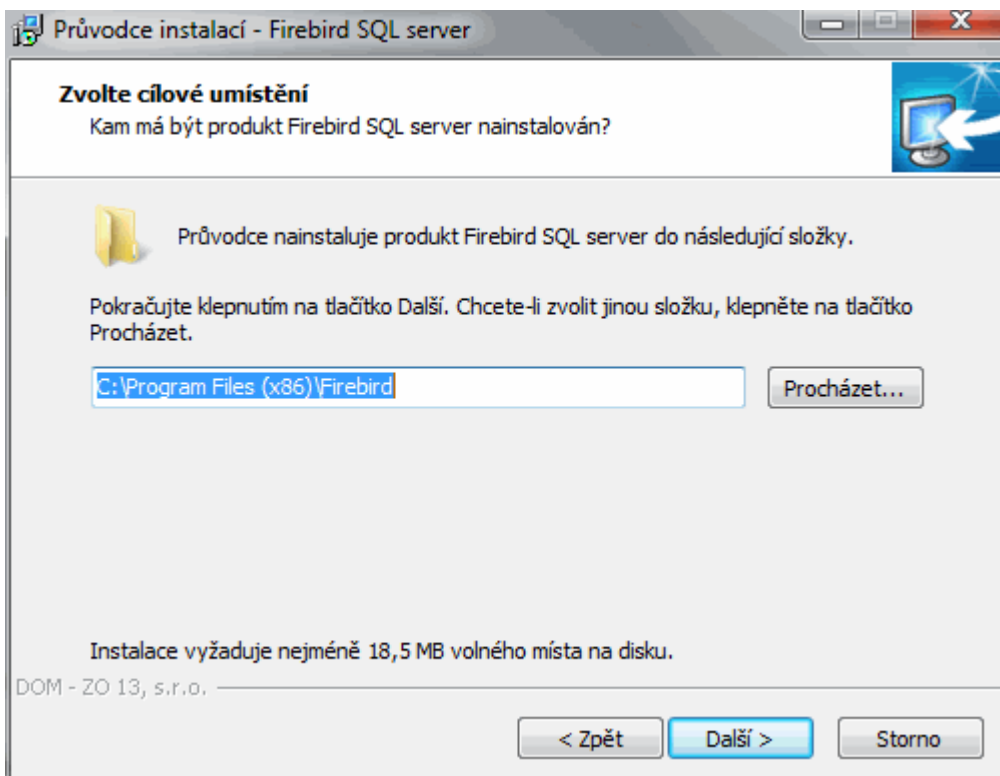 Průvodce instalací - Firebird SQL server
Zvolte cílové umístění
Kam má být produkt Firebird SQL server nainstalován?
Průvodce nainstaluje produkt Firebird SQL server do následující složky.
Pokračujte klepnutím na tlačítko Další. Chcete-li zvolit jinou složku, klepněte na tlačítko
Procházet.
C:\Program Files (x86)\Firebird
Procházet...
Instalace vyžaduje nejméně 18,5 MB volného místa na disku.
DOM - ZO 13, s.r.o.
< Zpět
Další >
Storno